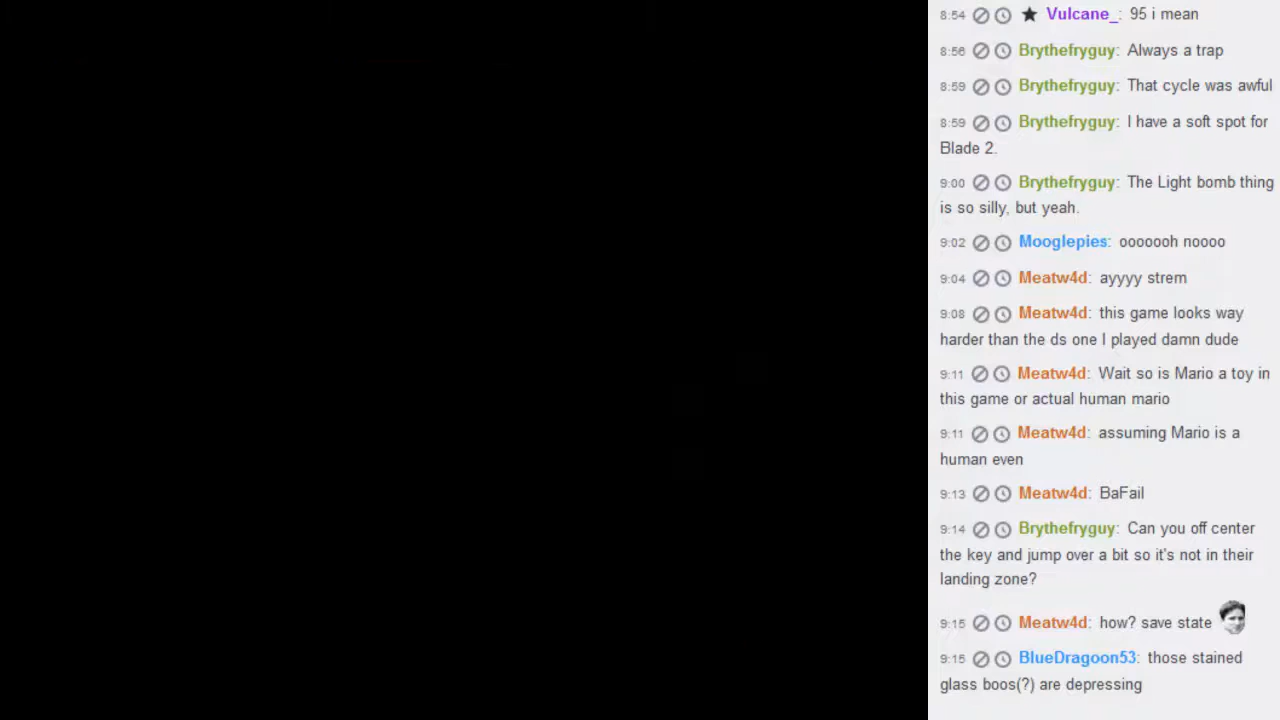 8:54 Vulcane_: 95 i mean
8:56 Brythefryguy: Always a trap
8:59 Brythefryguy: That cycle was awful
8:59 Brythefryguy: I have a soft spot for
Blade 2.
9:00 Brythefryguy: The Light bomb thing
is so silly, but yeah.
9:02 Mooglepies: ooooooh noooo
9:04 Meatw4d: ayyyy strem
9:08 Meatw4d: this game looks way
harder than the ds one I played damn dude
9:11 Meatw4d: Wait so is Mario a toy in
this game or actual human mario
9:11 Meatw4d: assuming Mario is a
human even
9:13 Meatw4d: BaFail
9:14 Brythefryguy: Can you off center
the key and jump over a bit so it's not in their
landing zone?
9:15 Meatw4d: how? save state
9:15 BlueDragoon53: those stained
glass boos(?) are depressing